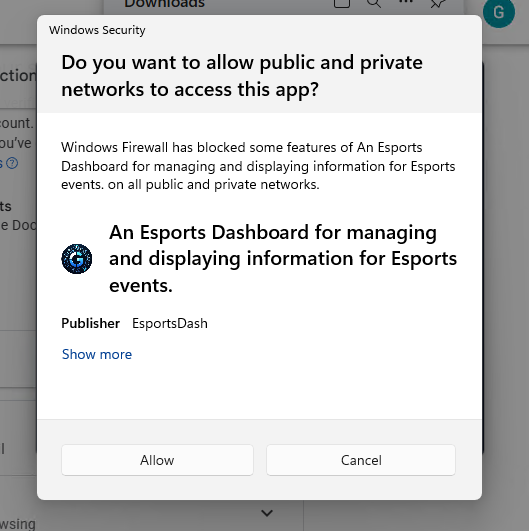 Downloads
G
Windows Security
Do you want to allow public and private
networks to access this app?
ction
count.
ou've
s
ts
e Doc
Windows Firewall has blocked some features of An Esports
Dashboard for managing and displaying information for Esports
events. on all public and private networks.
G
An Esports Dashboard for managing
and displaying information for Esports
events.
Publisher EsportsDash
Show more
Allow Cancel
l
wsing